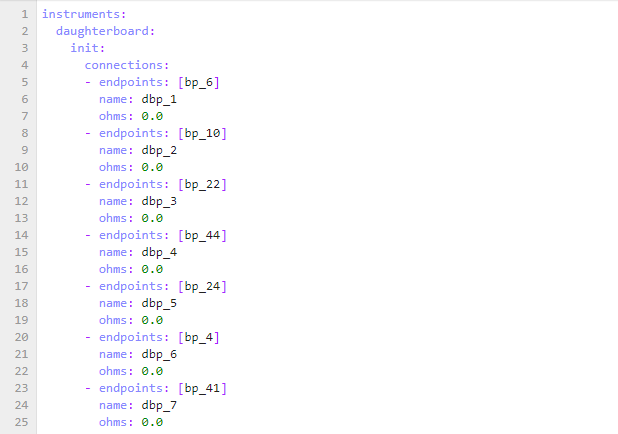 1 instruments:
2   daughterboard:
3     init:
4       connections:
5       - endpoints: [bp_6]
6         name: dbp_1
7         ohms: 0.0
8       - endpoints: [bp_10]
9         name: dbp_2
10         ohms: 0.0
11       - endpoints: [bp_22]
12         name: dbp_3
13         ohms: 0.0
14       - endpoints: [bp_44]
15         name: dbp_4
16         ohms: 0.0
17       - endpoints: [bp_24]
18         name: dbp_5
19         ohms: 0.0
20       - endpoints: [bp_4]
21         name: dbp_6
22         ohms: 0.0
23       - endpoints: [bp_41]
24         name: dbp_7
25         ohms: 0.0